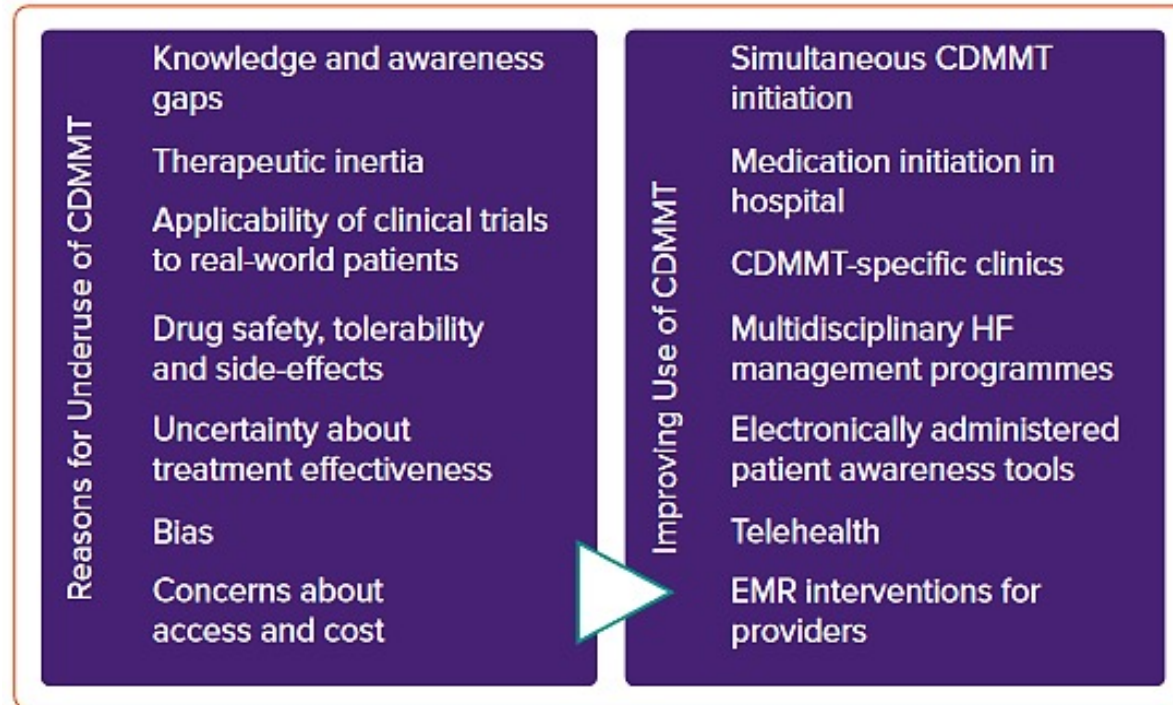 Reasons for Underuse of CDMMT
Knowledge and awareness
gaps
Therapeutic inertia
Applicability of clinical trials
to real-world patients
Drug safety, tolerability
and side-effects
Uncertainty about
treatment effectiveness
Bias
Concerns about
access and cost
Improving Use of CDMMT
Simultaneous CDMMT
initiation
Medication initiation in
hospital
CDMMT-specific clinics
Multidisciplinary HF
management programmes
Electronically administered
patient awareness tools
Telehealth
EMR interventions for
providers